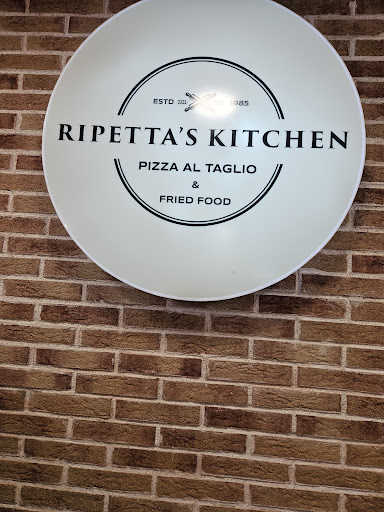 ESTD 1985
RIPETTA'S KITCHEN
PIZZA AL TAGLIO
&
FRIED FOOD